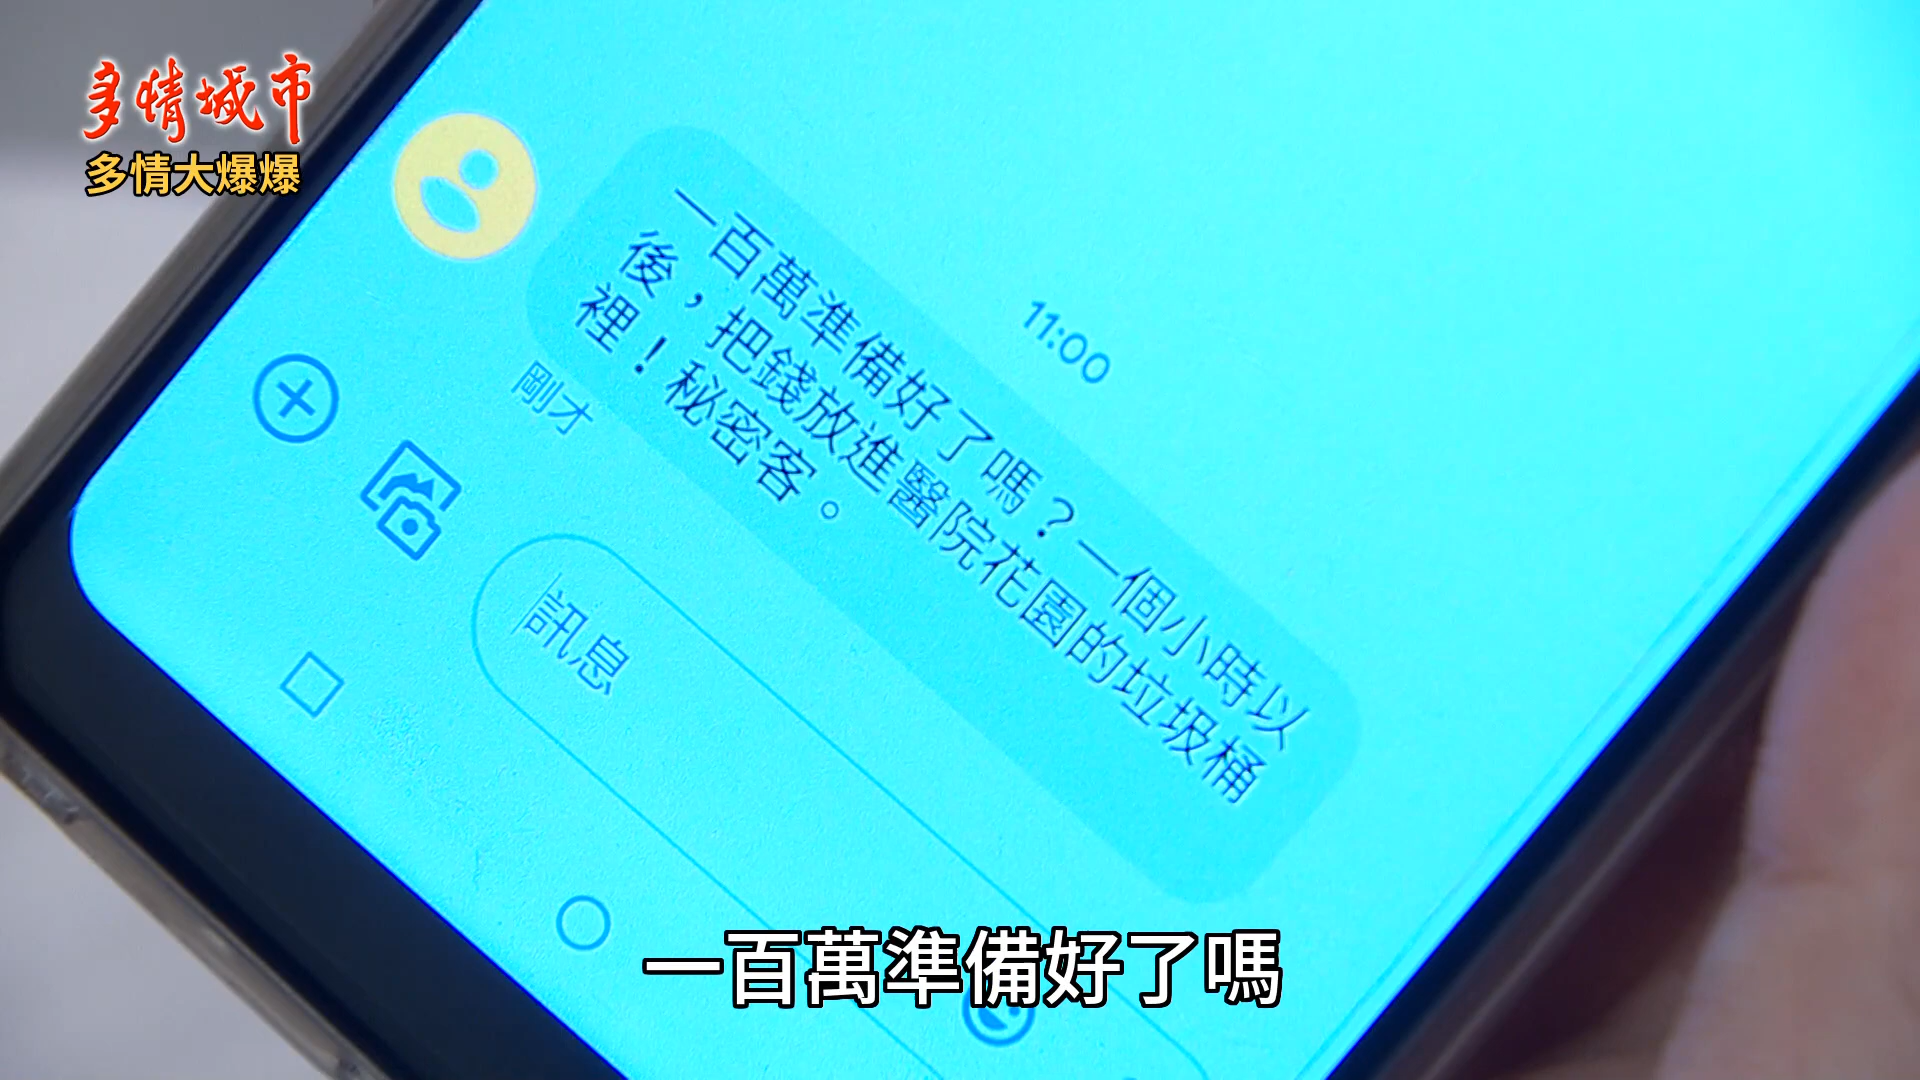 多情城市
多情大爆爆
11:00
一百萬準備好了嗎？一個小時以
後，把錢放進醫院花園的垃圾桶
裡！秘密客。
剛才
訊息
一百萬準備好了嗎